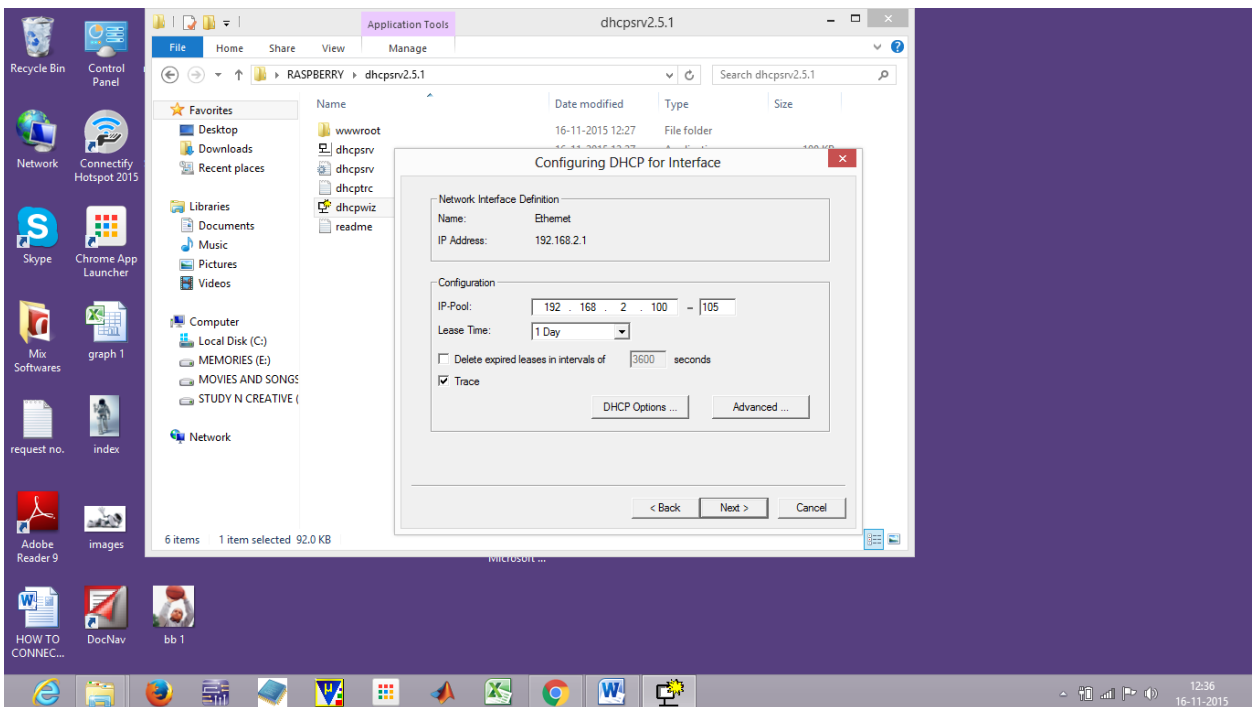 Recycle Bin
Control Panel
Network
Connectify Hotspot 2015
Skype
Chrome App Launcher
Mix Softwares
graph 1
request no.
index
Adobe Reader 9
images
HOW TO CONNEC...
DocNav
bb 1
Application Tools
dhcpsrv2.5.1
File Home Share View Manage
RASPBERRY dhcpsrv2.5.1
Search dhcpsrv2.5.1
Favorites
Desktop
Downloads
Recent places
Libraries
Documents
Music
Pictures
Videos
Computer
Local Disk (C:)
MEMORIES (E:)
MOVIES AND SONGS
STUDY N CREATIVE (
Network
Name Date modified Type Size
wwwroot 16-11-2015 12:27 File folder
dhcpsrv
dhcpsrv
dhcptrc
dhcpwiz
readme
6 items 1 item selected 92.0 KB
Configuring DHCP for Interface
Network Interface Definition
Name: Ethernet
IP Address: 192.168.2.1
Configuration
IP-Pool: 192 . 168 . 2 . 100 – 105
Lease Time: 1 Day
Delete expired leases in intervals of 3600 seconds
Trace
DHCP Options ... Advanced ...
< Back Next > Cancel
Microsoft ...
12:36
16-11-2015